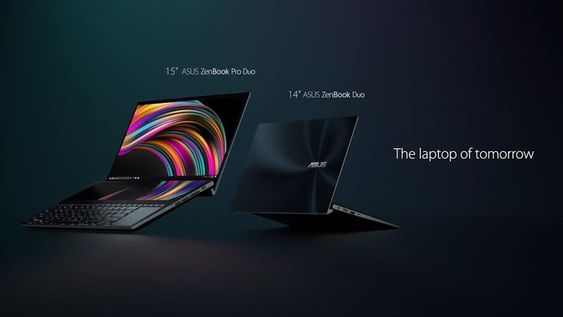 15" ASUS ZenBook Pro Duo
14" ASUS ZenBook Duo
ASUS
The laptop of tomorrow